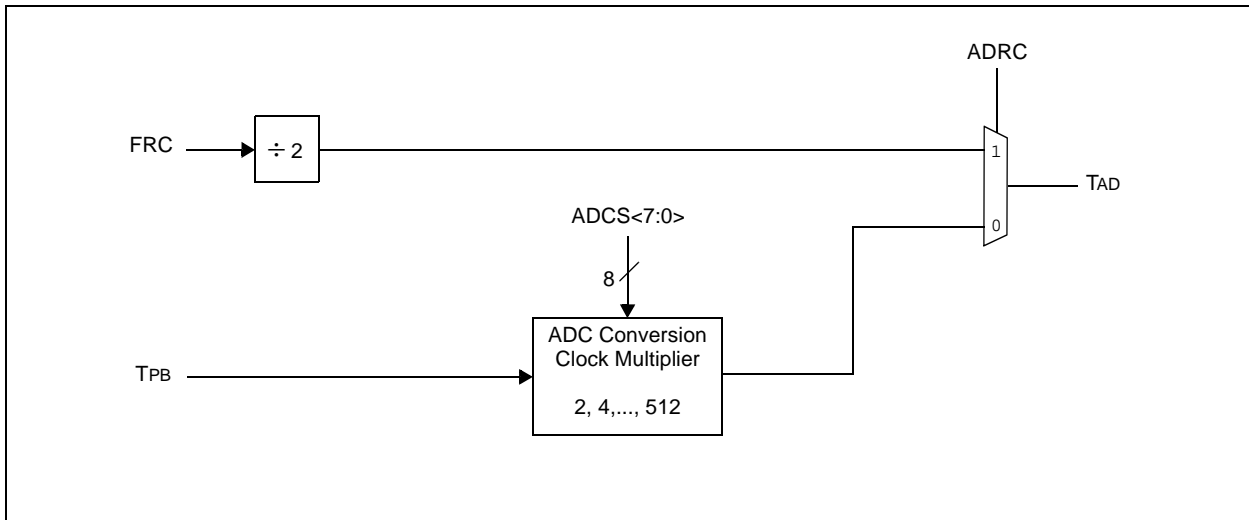 ADRC
FRC
÷ 2
1
TAD
ADCS<7:0>
0
8
ADC Conversion
Clock Multiplier
TPB
2, 4,..., 512